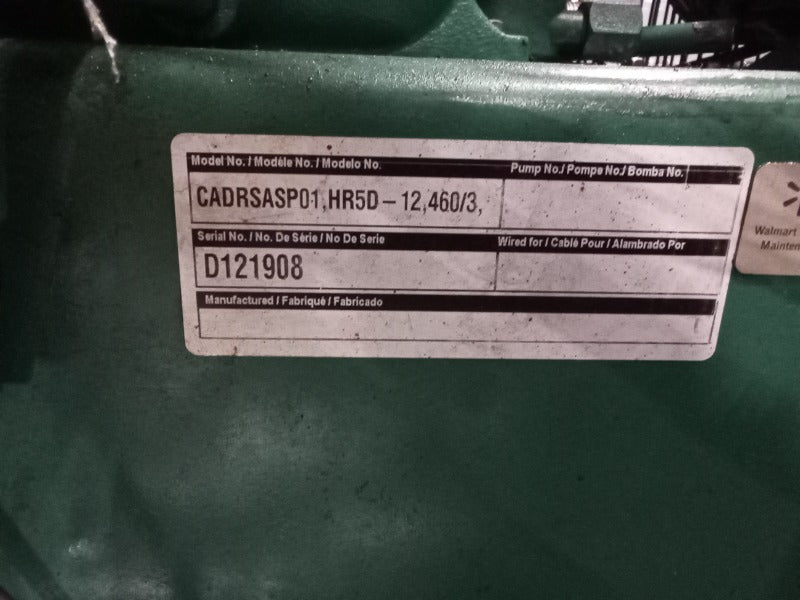 Model No. / Modèle No. / Modelo No.
Pump No./ Pompe No./ Bomba No.
CADRSASP01,HR5D – 12,460/3,
Serial No. / No. De Série / No De Serie
Wired for / Cablé Pour / Alambrado Por
D121908
Manufactured / Fabriqué / Fabricado
Walmart